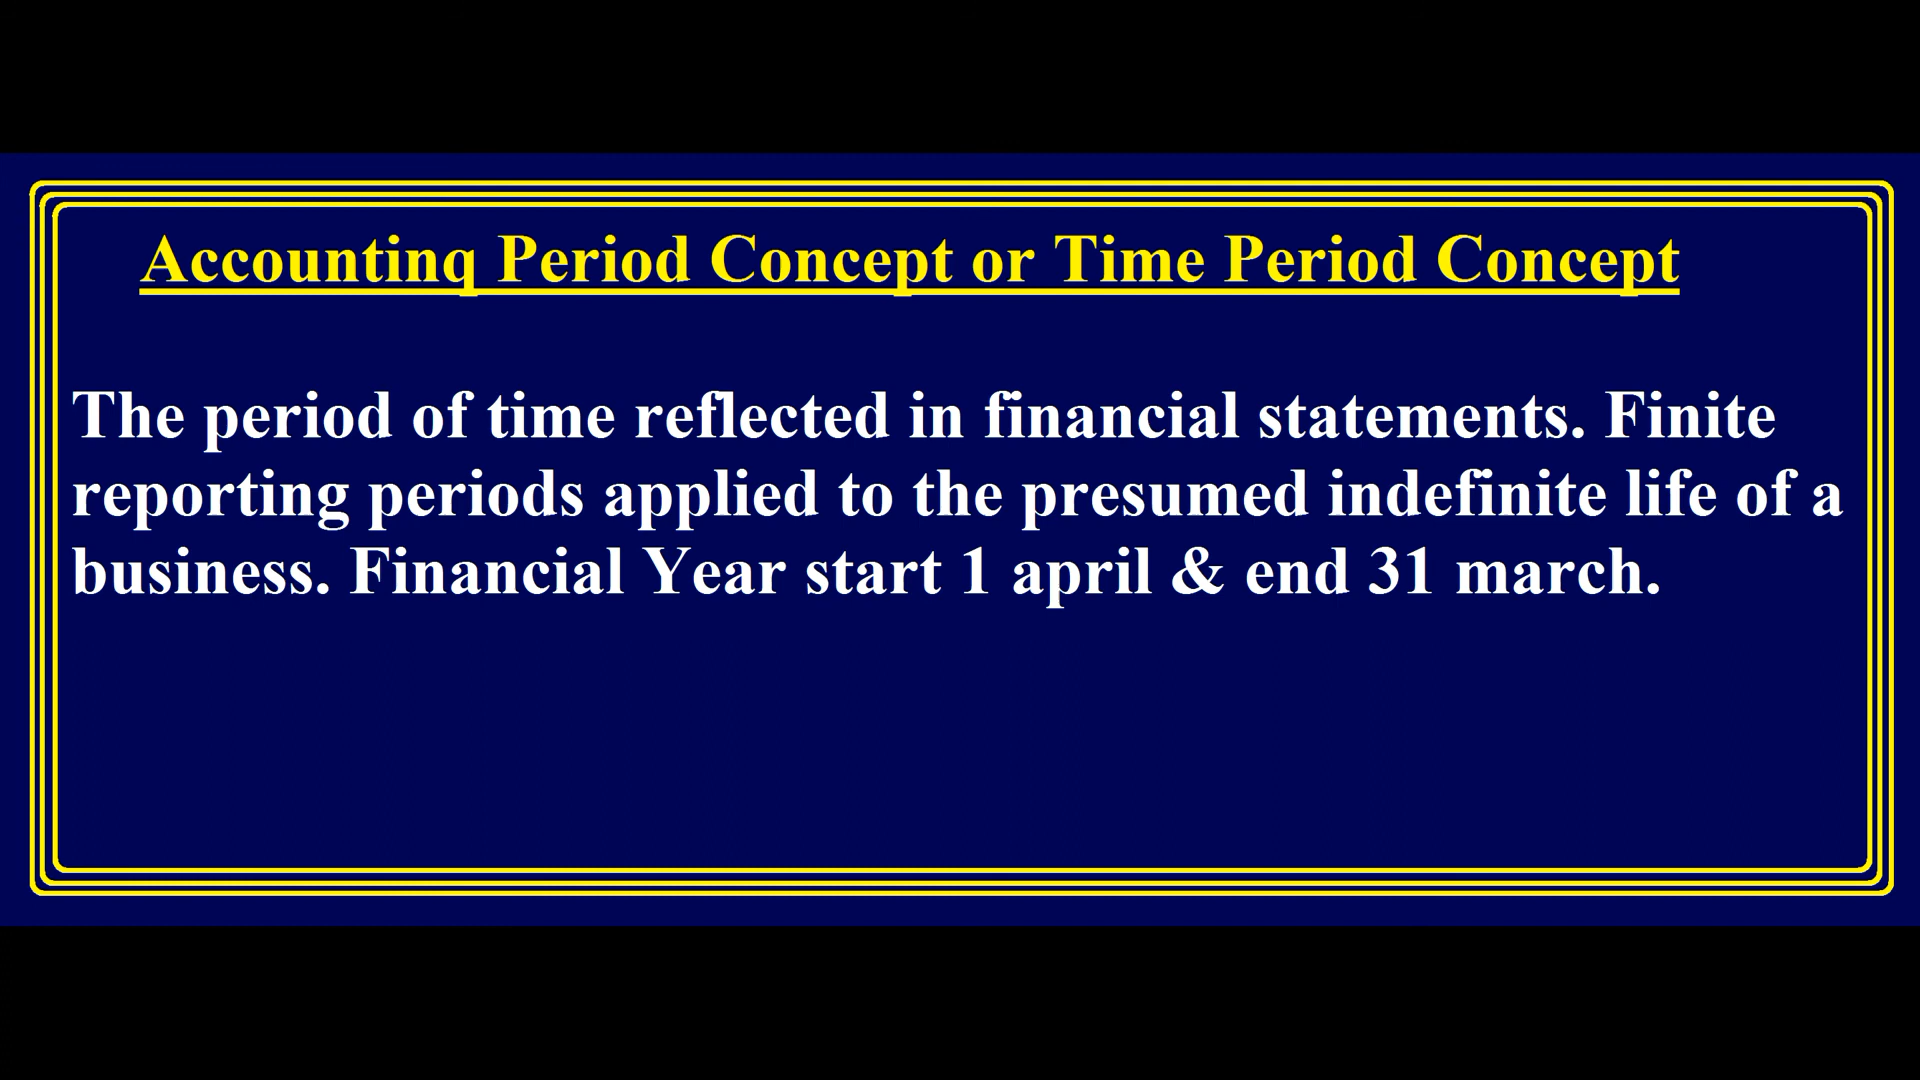 Accounting Period Concept or Time Period Concept
The period of time reflected in financial statements. Finite
reporting periods applied to the presumed indefinite life of a
business. Financial Year start 1 april & end 31 march.